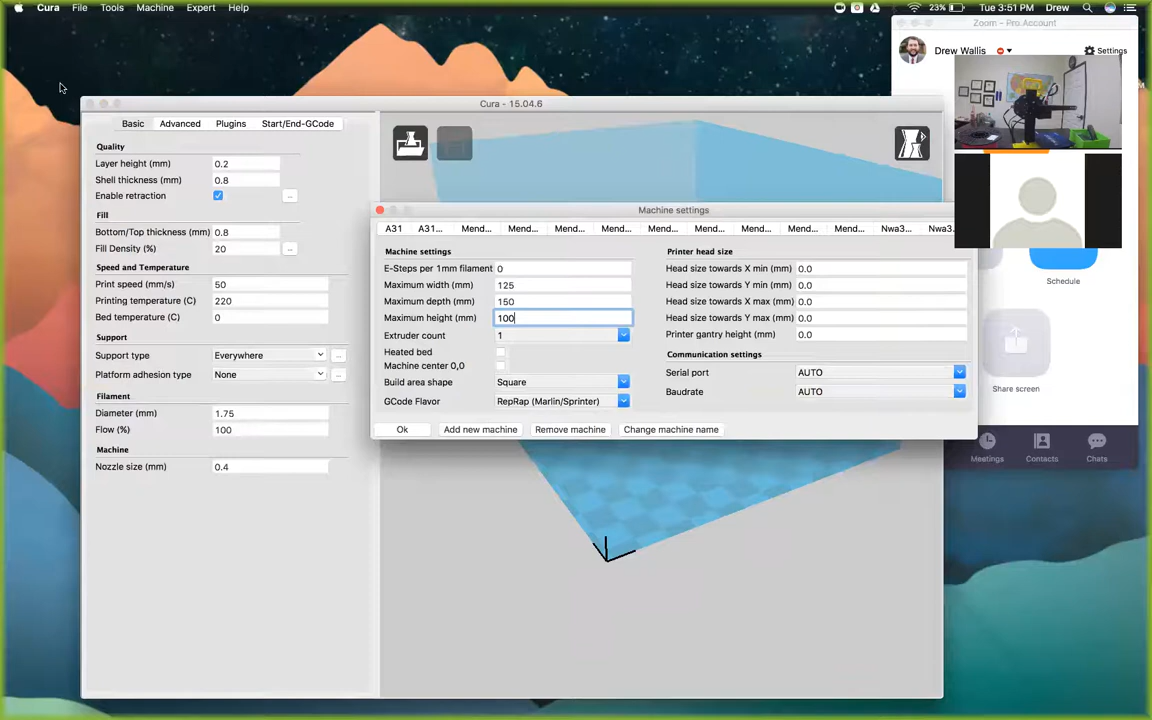 Cura File Tools Machine Expert Help 23% Tue 3:51 PM Drew
Zoom - Pro Account
Drew Wallis Settings
Cura - 15.04.6
Basic Advanced Plugins Start/End-GCode
Quality
Layer height (mm) 0.2
Shell thickness (mm) 0.8
Enable retraction ...
Fill
Bottom/Top thickness (mm) 0.8
Fill Density (%) 20 ...
Speed and Temperature
Print speed (mm/s) 50
Printing temperature (C) 220
Bed temperature (C) 0
Support
Support type Everywhere ...
Platform adhesion type None ...
Filament
Diameter (mm) 1.75
Flow (%) 100
Machine
Nozzle size (mm) 0.4
Machine settings
A31 A31... Mend... Mend... Mend... Mend... Mend... Mend... Mend... Mend... Mend... Nwa3... Nwa3...
Machine settings Printer head size
E-Steps per 1mm filament 0 Head size towards X min (mm) 0.0
Maximum width (mm) 125 Head size towards Y min (mm) 0.0
Maximum depth (mm) 150 Head size towards X max (mm) 0.0
Maximum height (mm) 100 Head size towards Y max (mm) 0.0
Extruder count 1 Printer gantry height (mm) 0.0
Heated bed Communication settings
Machine center 0,0 Serial port AUTO
Build area shape Square Baudrate AUTO
GCode Flavor RepRap (Marlin/Sprinter)
Ok Add new machine Remove machine Change machine name
Schedule
Share screen
Meetings Contacts Chats